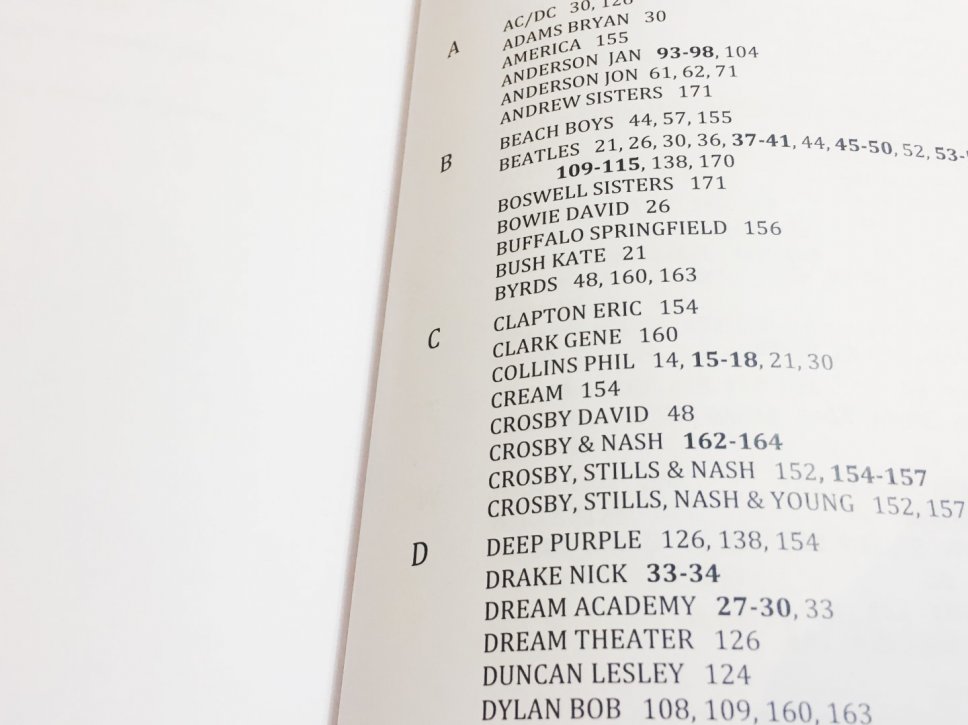 AC/DC 30, 126
A
ADAMS BRYAN 30
AMERICA 155
ANDERSON JAN 93-98, 104
ANDERSON JON 61, 62, 71
ANDREW SISTERS 171
BEACH BOYS 44, 57, 155
B
BEATLES 21, 26, 30, 36, 37-41, 44, 45-50, 52, 53-
109-115, 138, 170
BOSWELL SISTERS 171
BOWIE DAVID 26
BUFFALO SPRINGFIELD 156
BUSH KATE 21
BYRDS 48, 160, 163
C
CLAPTON ERIC 154
CLARK GENE 160
COLLINS PHIL 14, 15-18, 21, 30
CREAM 154
CROSBY DAVID 48
CROSBY & NASH 162-164
CROSBY, STILLS & NASH 152, 154-157
CROSBY, STILLS, NASH & YOUNG 152, 157
D
DEEP PURPLE 126, 138, 154
DRAKE NICK 33-34
DREAM ACADEMY 27-30, 33
DREAM THEATER 126
DUNCAN LESLEY 124
DYLAN BOB 108, 109, 160, 163